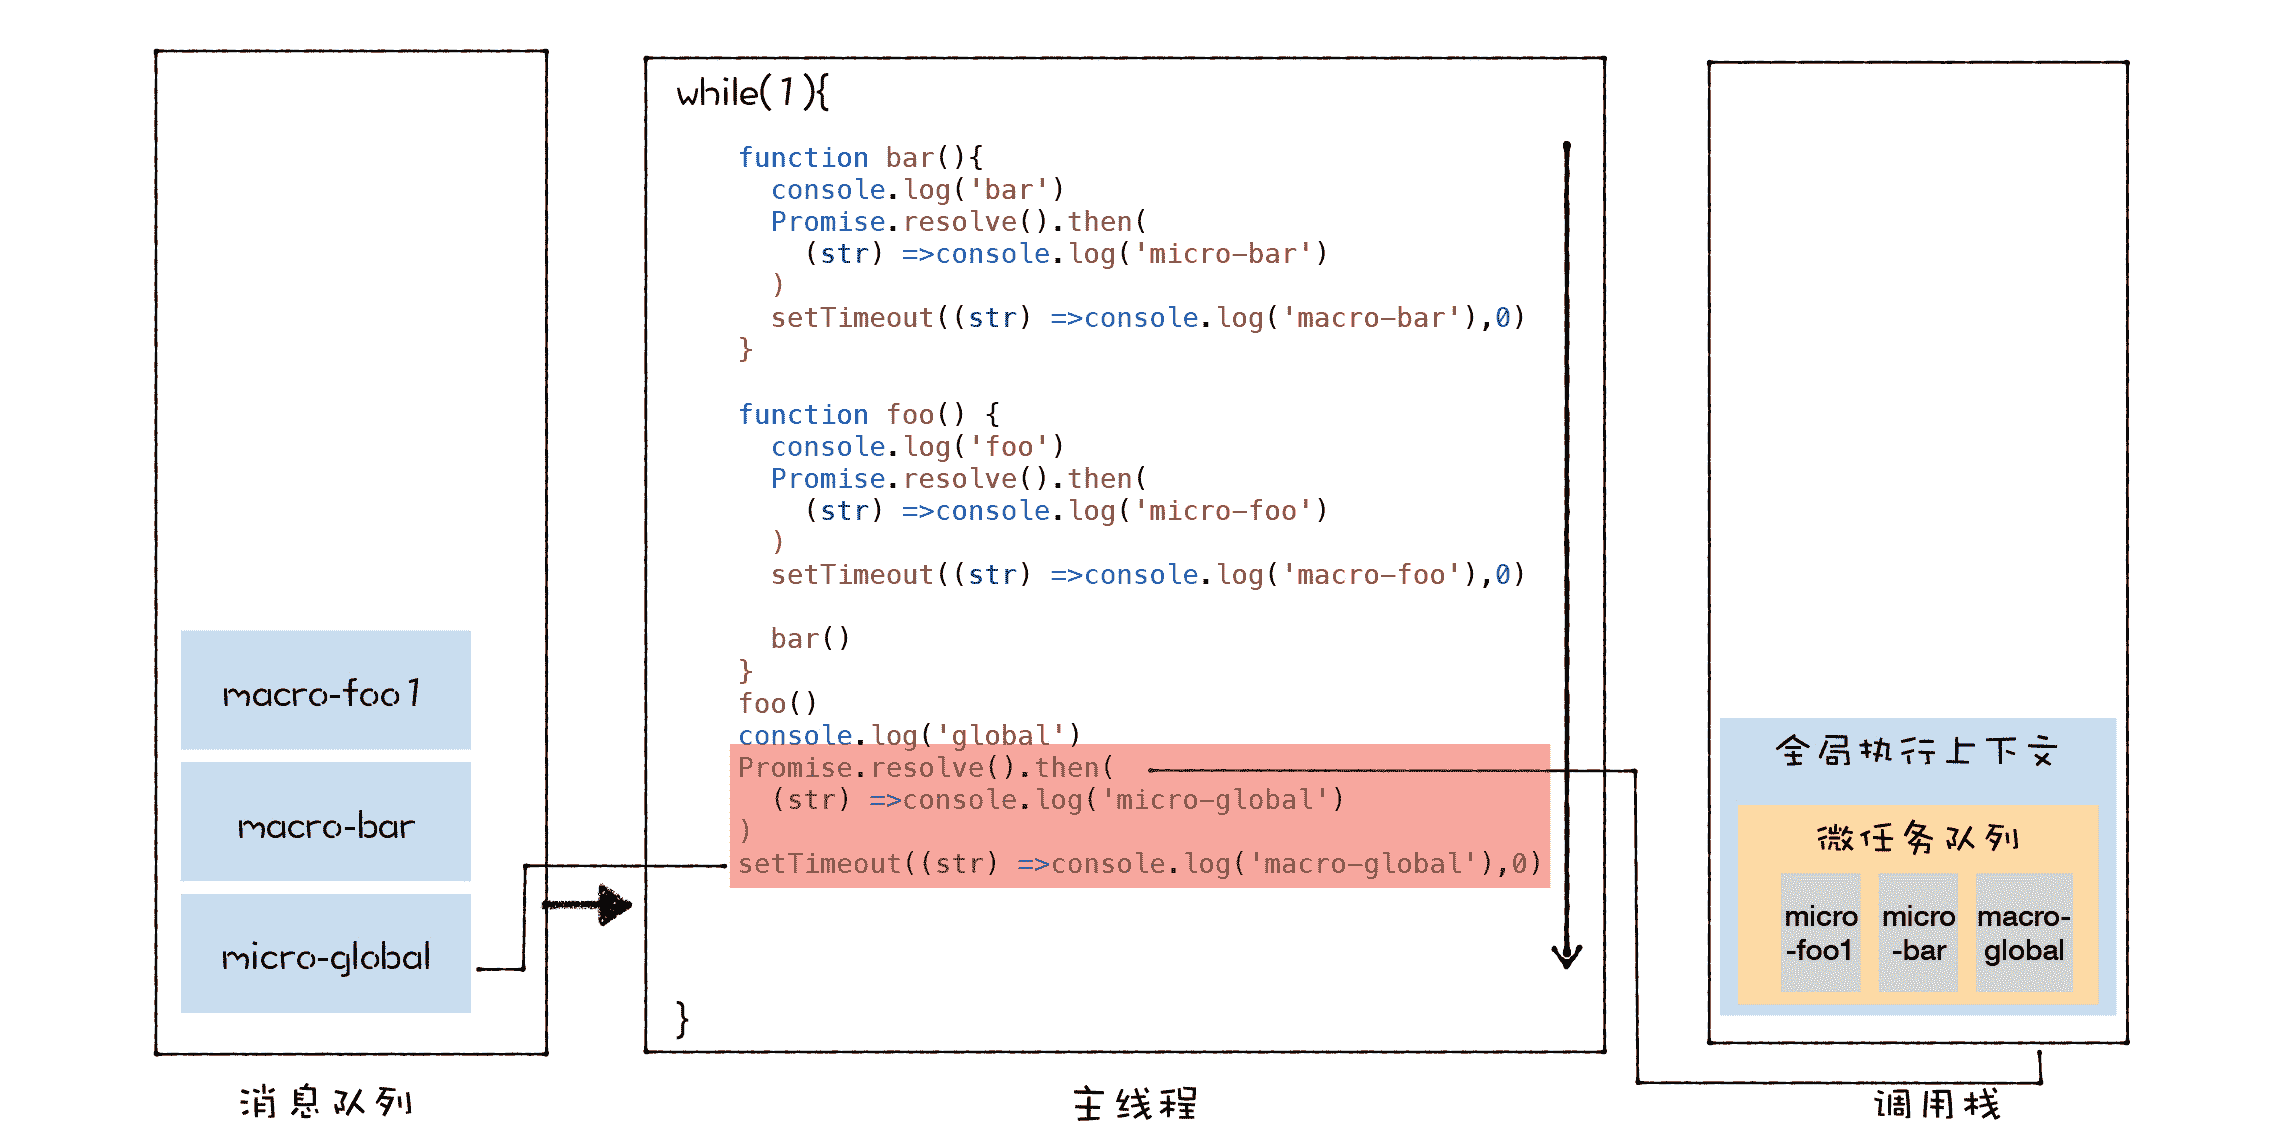 macro-foo1
macro-bar
micro-global
消息队列
while(1){
function bar(){
console.log('bar')
Promise.resolve().then(
(str) =>console.log('micro-bar')
)
setTimeout((str) =>console.log('macro-bar'),0)
}
function foo() {
console.log('foo')
Promise.resolve().then(
(str) =>console.log('micro-foo')
)
setTimeout((str) =>console.log('macro-foo'),0)
bar()
}
foo()
console.log('global')
Promise.resolve().then(
(str) =>console.log('micro-global')
)
setTimeout((str) =>console.log('macro-global'),0)
}
主线程
全局执行上下文
微任务队列
micro
-foo1
micro
-bar
macro-
global
调用栈